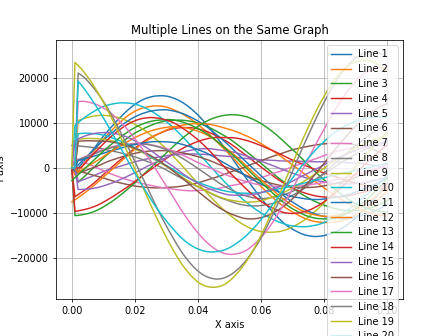 Multiple Lines on the Same Graph
20000
10000
0
−10000
−20000
0.00
0.02
0.04
0.06
X axis
Line 1
Line 2
Line 3
Line 4
Line 5
Line 6
Line 7
Line 8
Line 9
Line 10
Line 11
Line 12
Line 13
Line 14
Line 15
Line 16
Line 17
Line 18
Line 19
Line 20